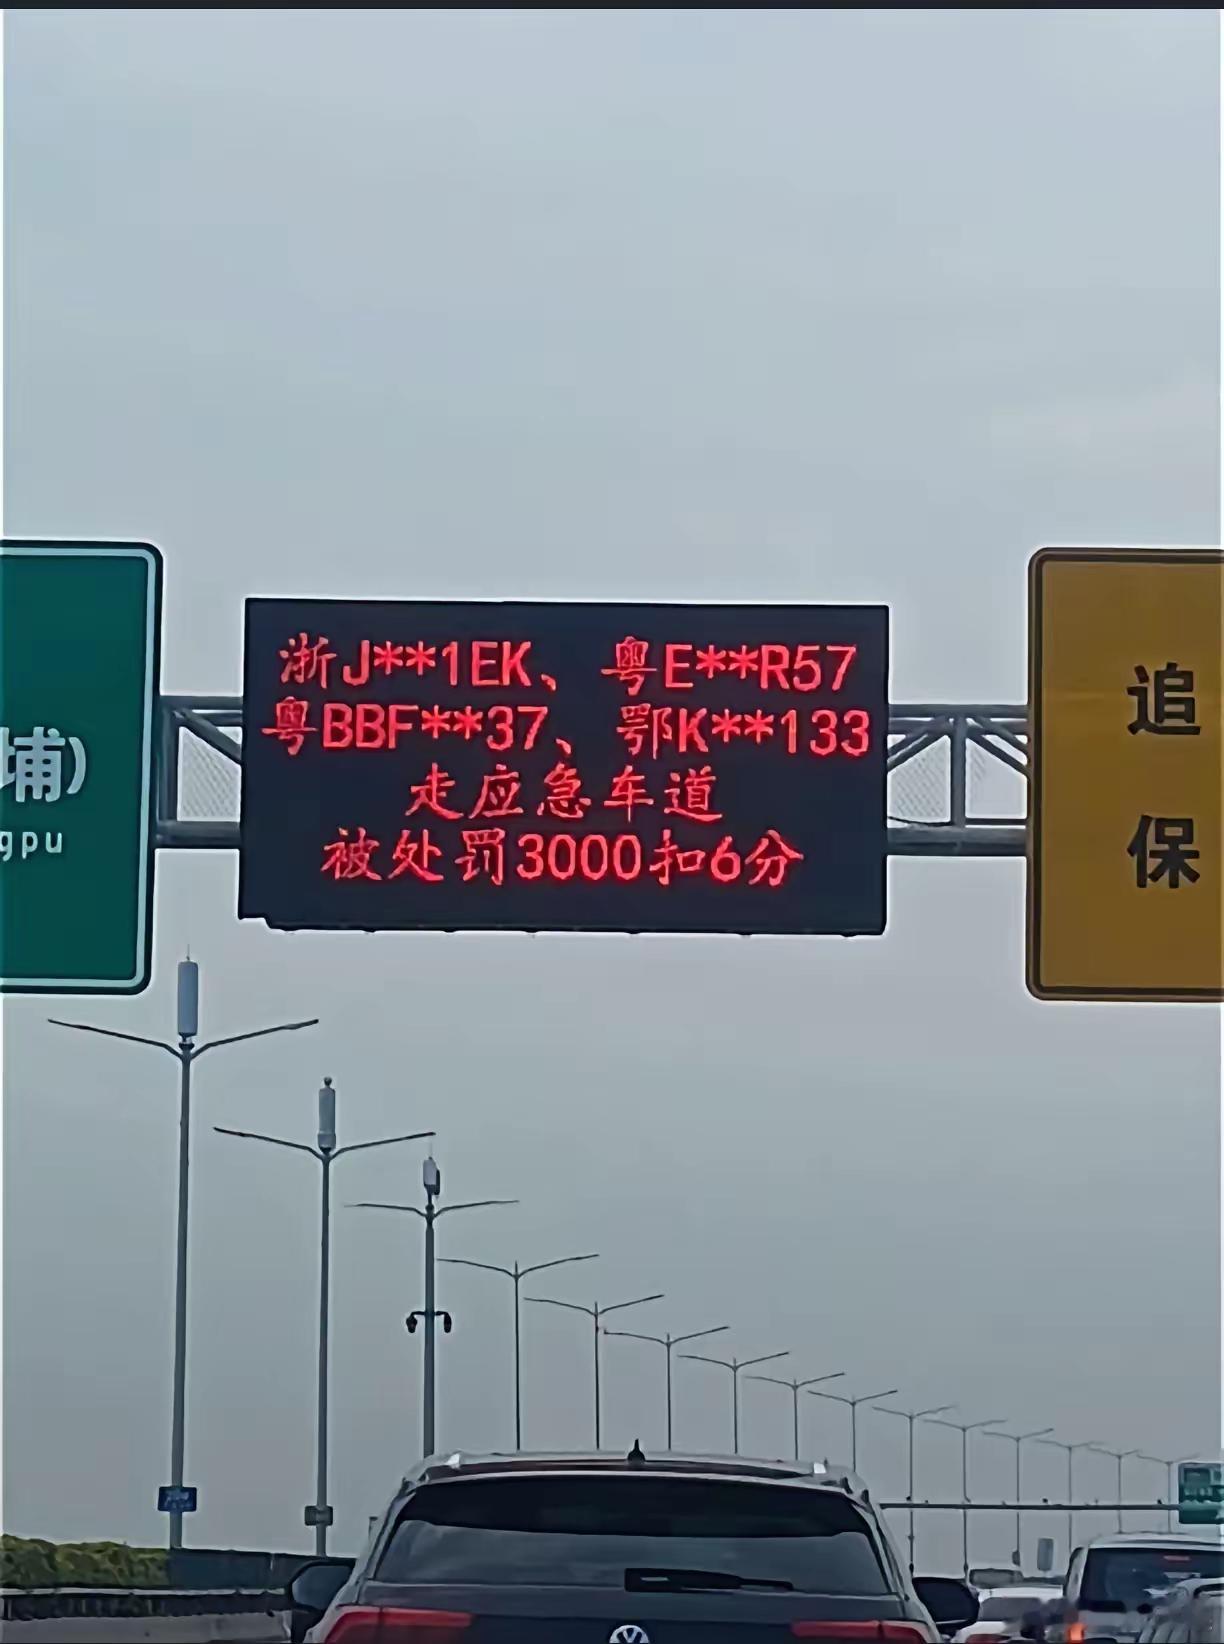 浙J**1EK、粤E**R57
粤BBF**37、鄂K**133
走应急车道
被处罚3000扣6分
埔)
gpu
追
保